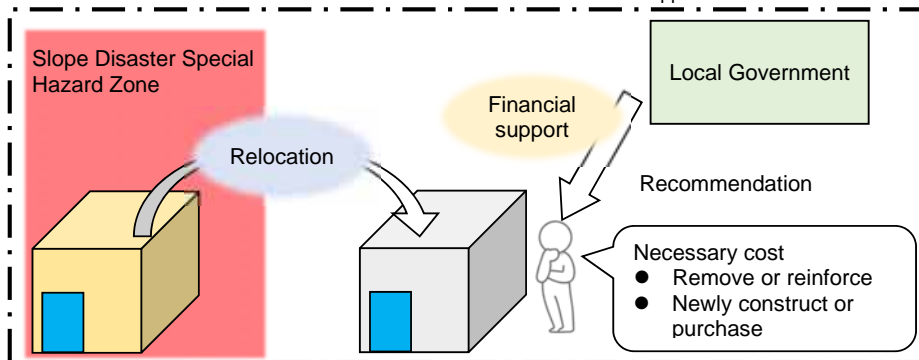 Slope Disaster Special
Hazard Zone
Local Government
Financial
support
Relocation
Recommendation
Necessary cost
● Remove or reinforce
● Newly construct or
purchase